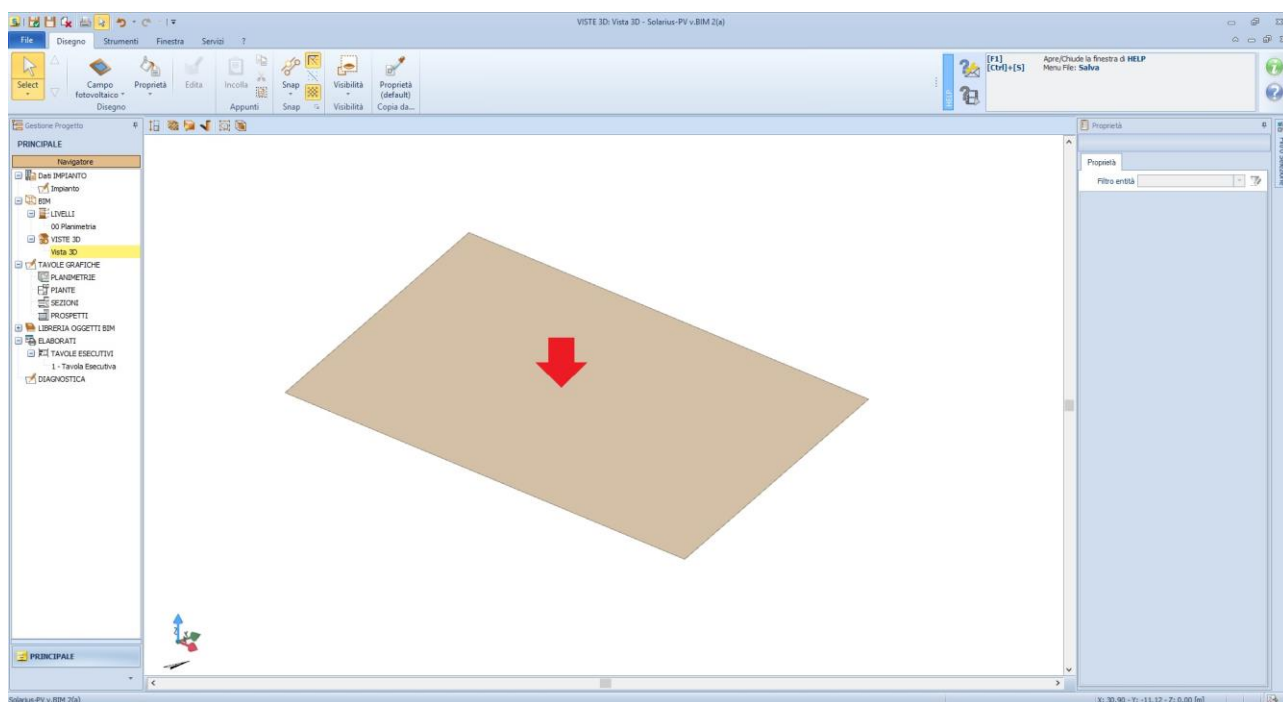 VISTE 3D: Vista 3D - Solarius-PV v.BIM 2(a)
File Disegno Strumenti Finestra Servizi ?
Select
Campo fotovoltaico
Proprietà
Edita
Incolla
Snap
Visibilità
Proprietà (default)
Disegno Appunti Snap Visibilità Copia da...
HELP
[F1] Apre/Chiude la finestra di HELP
[Ctrl]+[S] Menu File: Salva
Gestione Progetto
PRINCIPALE
Navigatore
Dati IMPIANTO
Impianto
BIM
LIVELLI
00 Planimetria
VISTE 3D
Vista 3D
TAVOLE GRAFICHE
PLANIMETRIE
PIANTE
SEZIONI
PROSPETTI
LIBRERIA OGGETTI BIM
ELABORATI
TAVOLE ESECUTIVI
1 - Tavola Esecutiva
DIAGNOSTICA
PRINCIPALE
Proprietà
Proprietà
Filtro entità
Z
Solarius-PV v.BIM 2(a)
X: 30.90 - Y: -11.12 - Z: 0.00 [m]